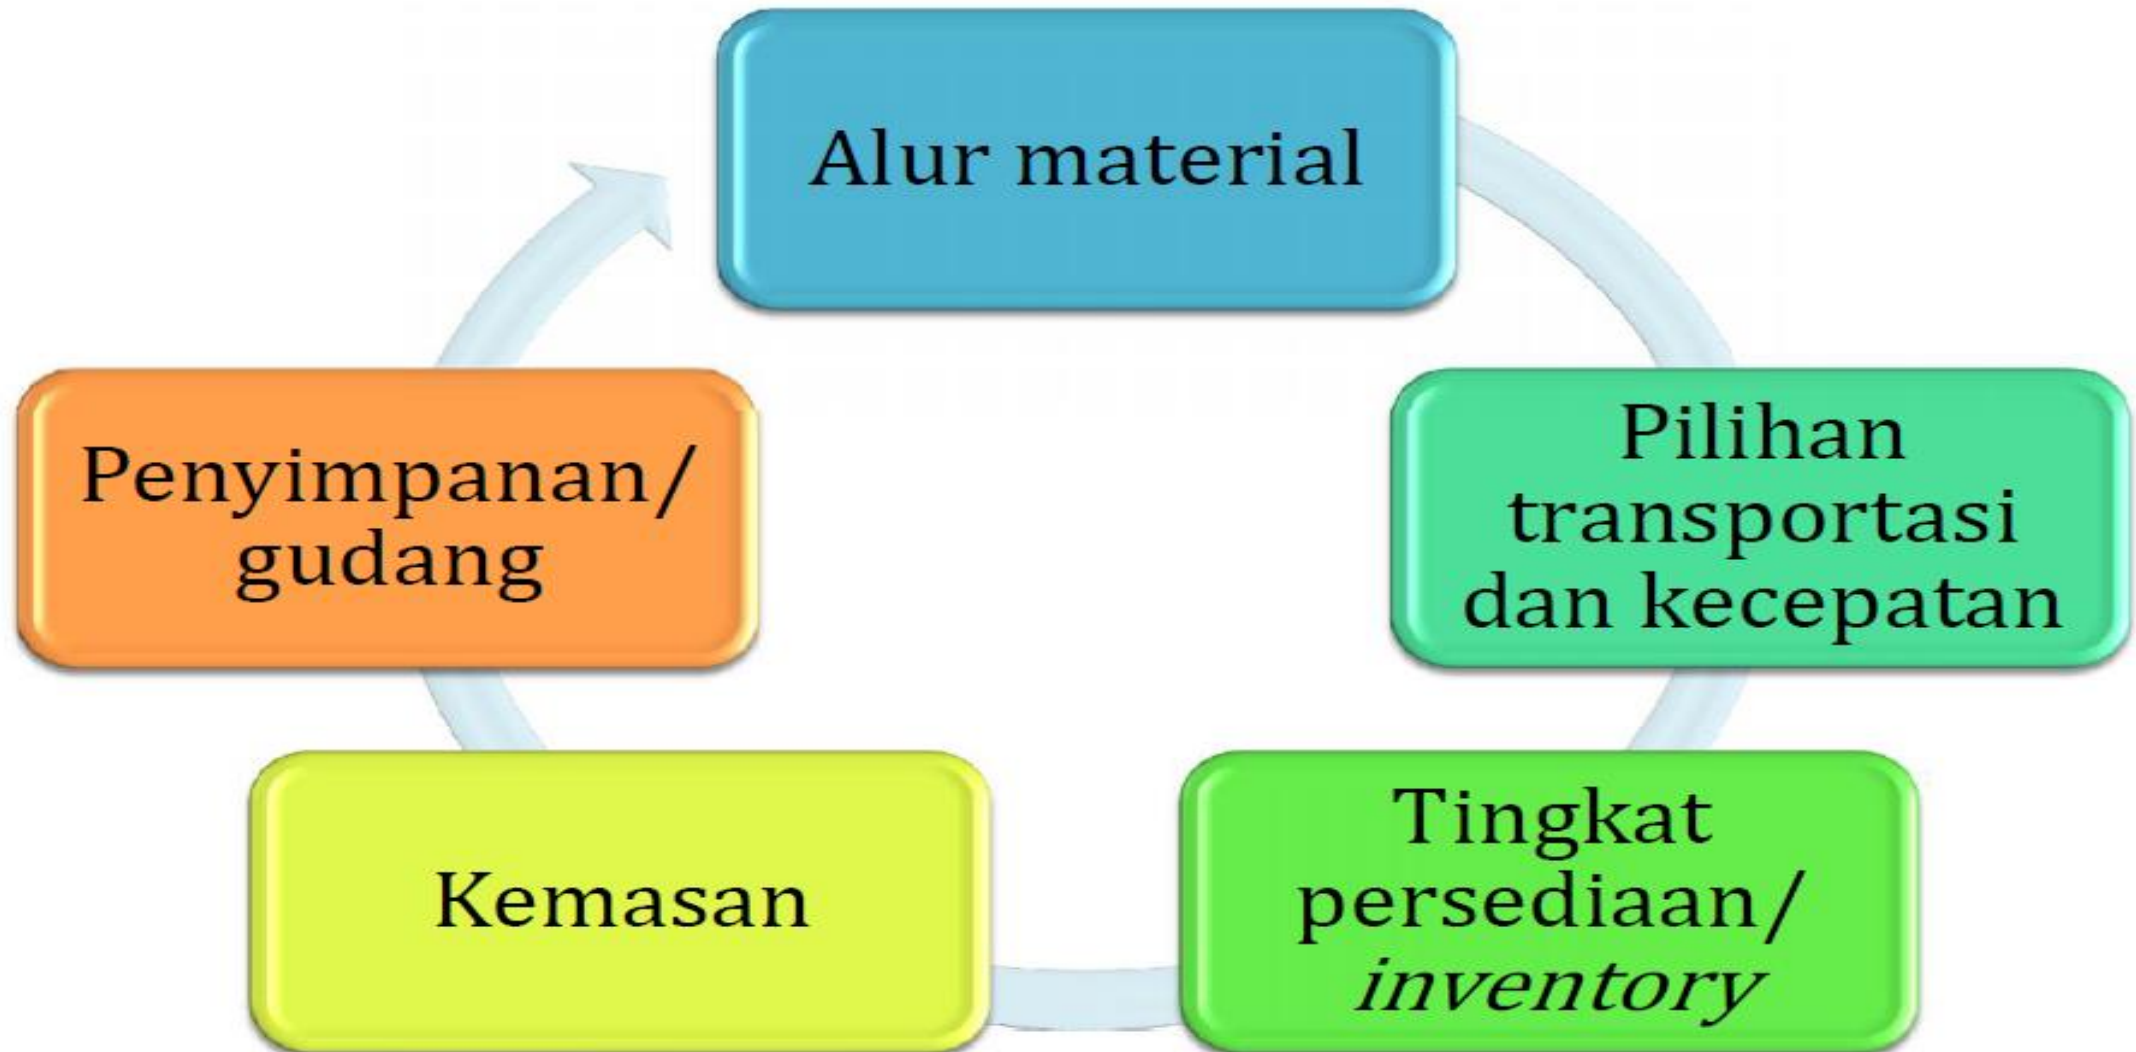 Alur material
Pilihan
transportasi
dan kecepatan
Tingkat
persediaan/
inventory
Kemasan
Penyimpanan/
gudang